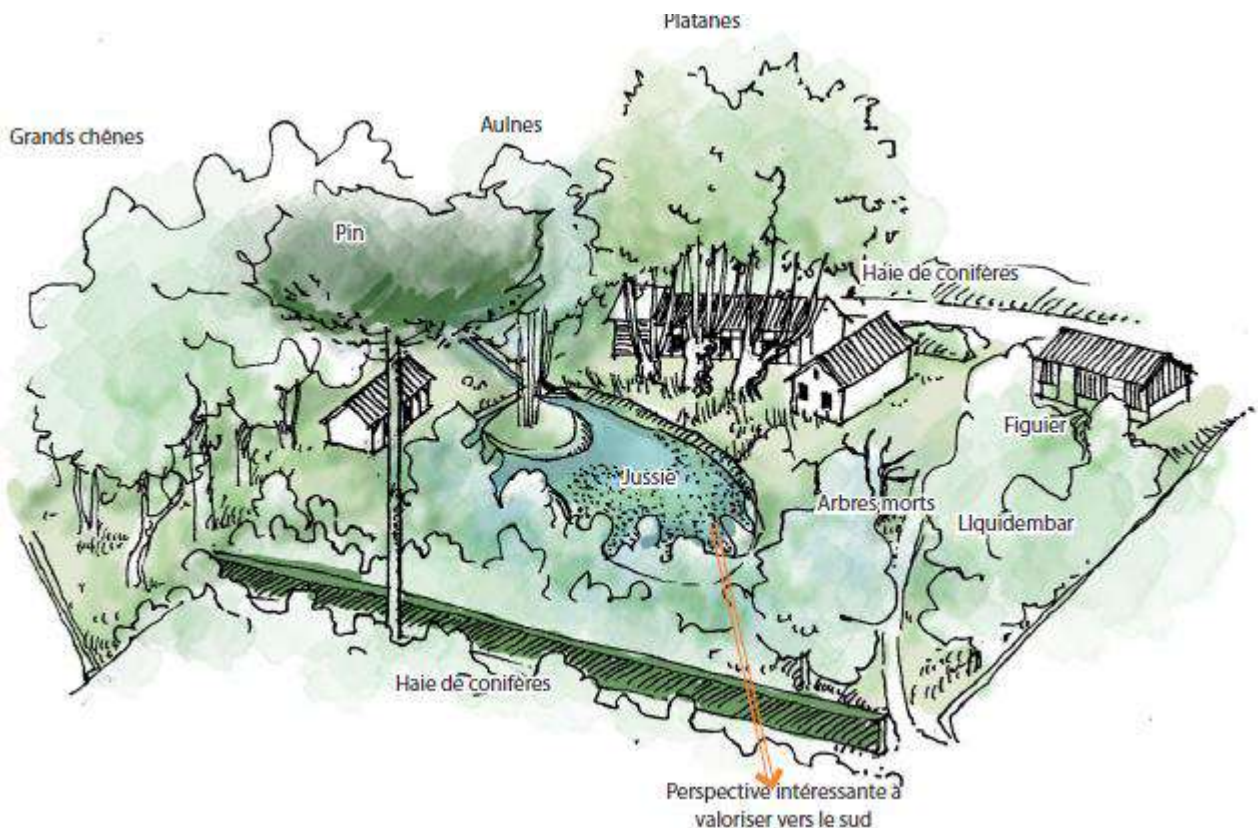 Platanes
Grands chênes
Aulnes
Pin
Haie de conifères
Figuier
Jussie
Arbres morts
LIquidembar
Haie de conifères
Perspective intéressante à
valoriser vers le sud